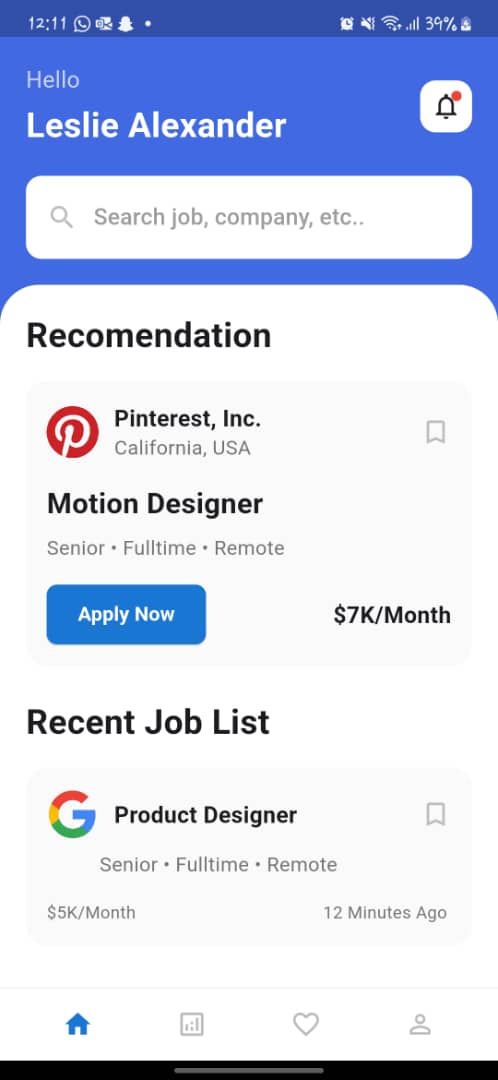 12:11
39%
Hello
Leslie Alexander
Search job, company, etc..
Recomendation
Pinterest, Inc.
California, USA
Motion Designer
Senior • Fulltime • Remote
Apply Now
$7K/Month
Recent Job List
Product Designer
Senior • Fulltime • Remote
$5K/Month
12 Minutes Ago